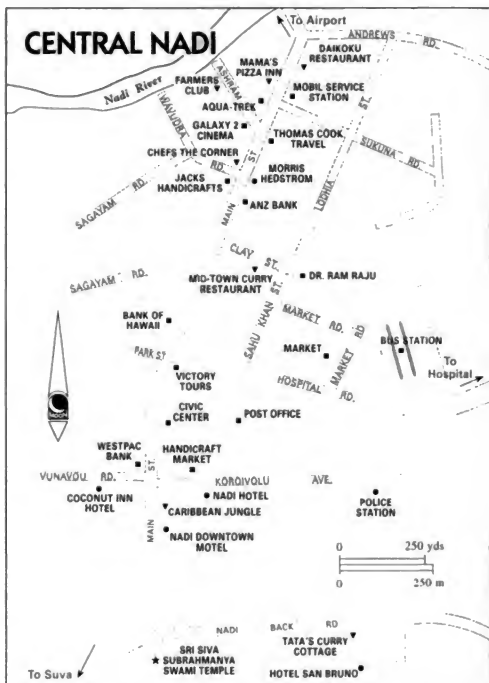 CENTRAL NADI
To Airport
ANDREWS RD.
DAIKOKU
RESTAURANT
MAMA'S
PIZZA INN
ASHRAM
FARMERS
CLUB
MOBIL SERVICE
STATION
Nadi River
AQUA-TREK
WAVUDRA
RD.
GALAXY 2
CINEMA
THOMAS COOK
TRAVEL
ST.
SUKUNA RD.
CHEFS THE CORNER
MORRIS
HEDSTROM
JACKS
HANDICRAFTS
SAGAYAM RD.
MAIN ST.
LODHIA
ANZ BANK
CLAY ST.
SAGAYAM RD.
MID-TOWN CURRY
RESTAURANT
DR. RAM RAJU
SAHU KHAN ST.
MARKET RD.
BANK OF
HAWAII
MARKET RD.
BUS STATION
PARK ST.
MARKET
To
Hospital
VICTORY
TOURS
HOSPITAL RD.
MOON
CIVIC
CENTER
POST OFFICE
WESTPAC
BANK
HANDICRAFT
MARKET
VUNAVOU RD.
MAIN ST.
KOROIVOLU AVE.
COCONUT INN
HOTEL
NADI HOTEL
POLICE
STATION
CARIBBEAN JUNGLE
NADI DOWNTOWN
MOTEL
0 250 yds
0 250 m
NADI BACK RD
TATA'S CURRY
COTTAGE
SRI SIVA
SUBRAHMANYA
SWAMI TEMPLE
HOTEL SAN BRUNO
To Suva